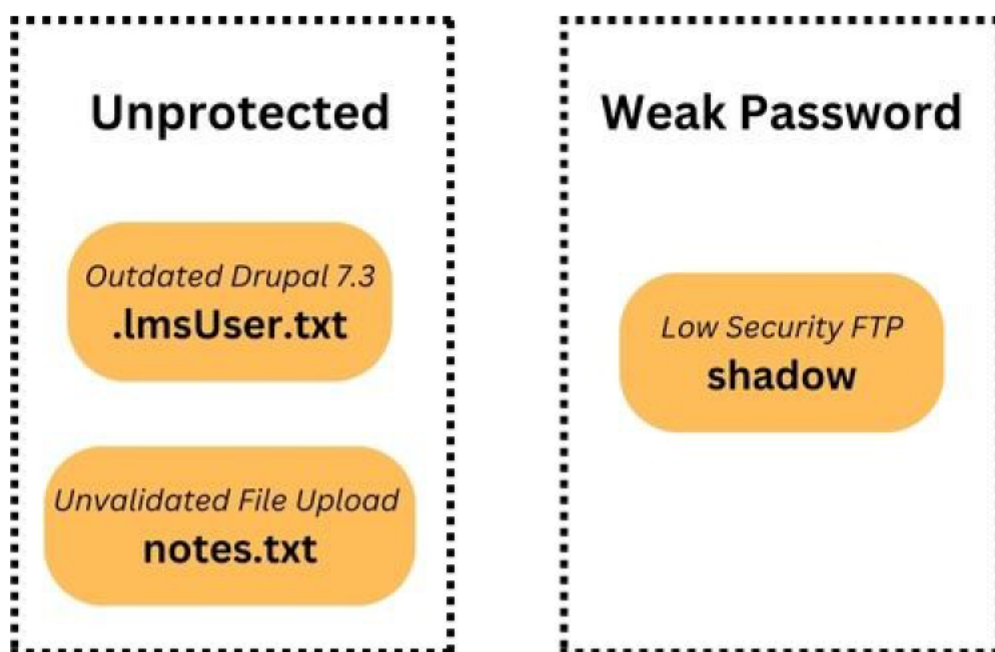 Unprotected
Outdated Drupal 7.3
.lmsUser.txt
Unvalidated File Upload
notes.txt
Weak Password
Low Security FTP
shadow